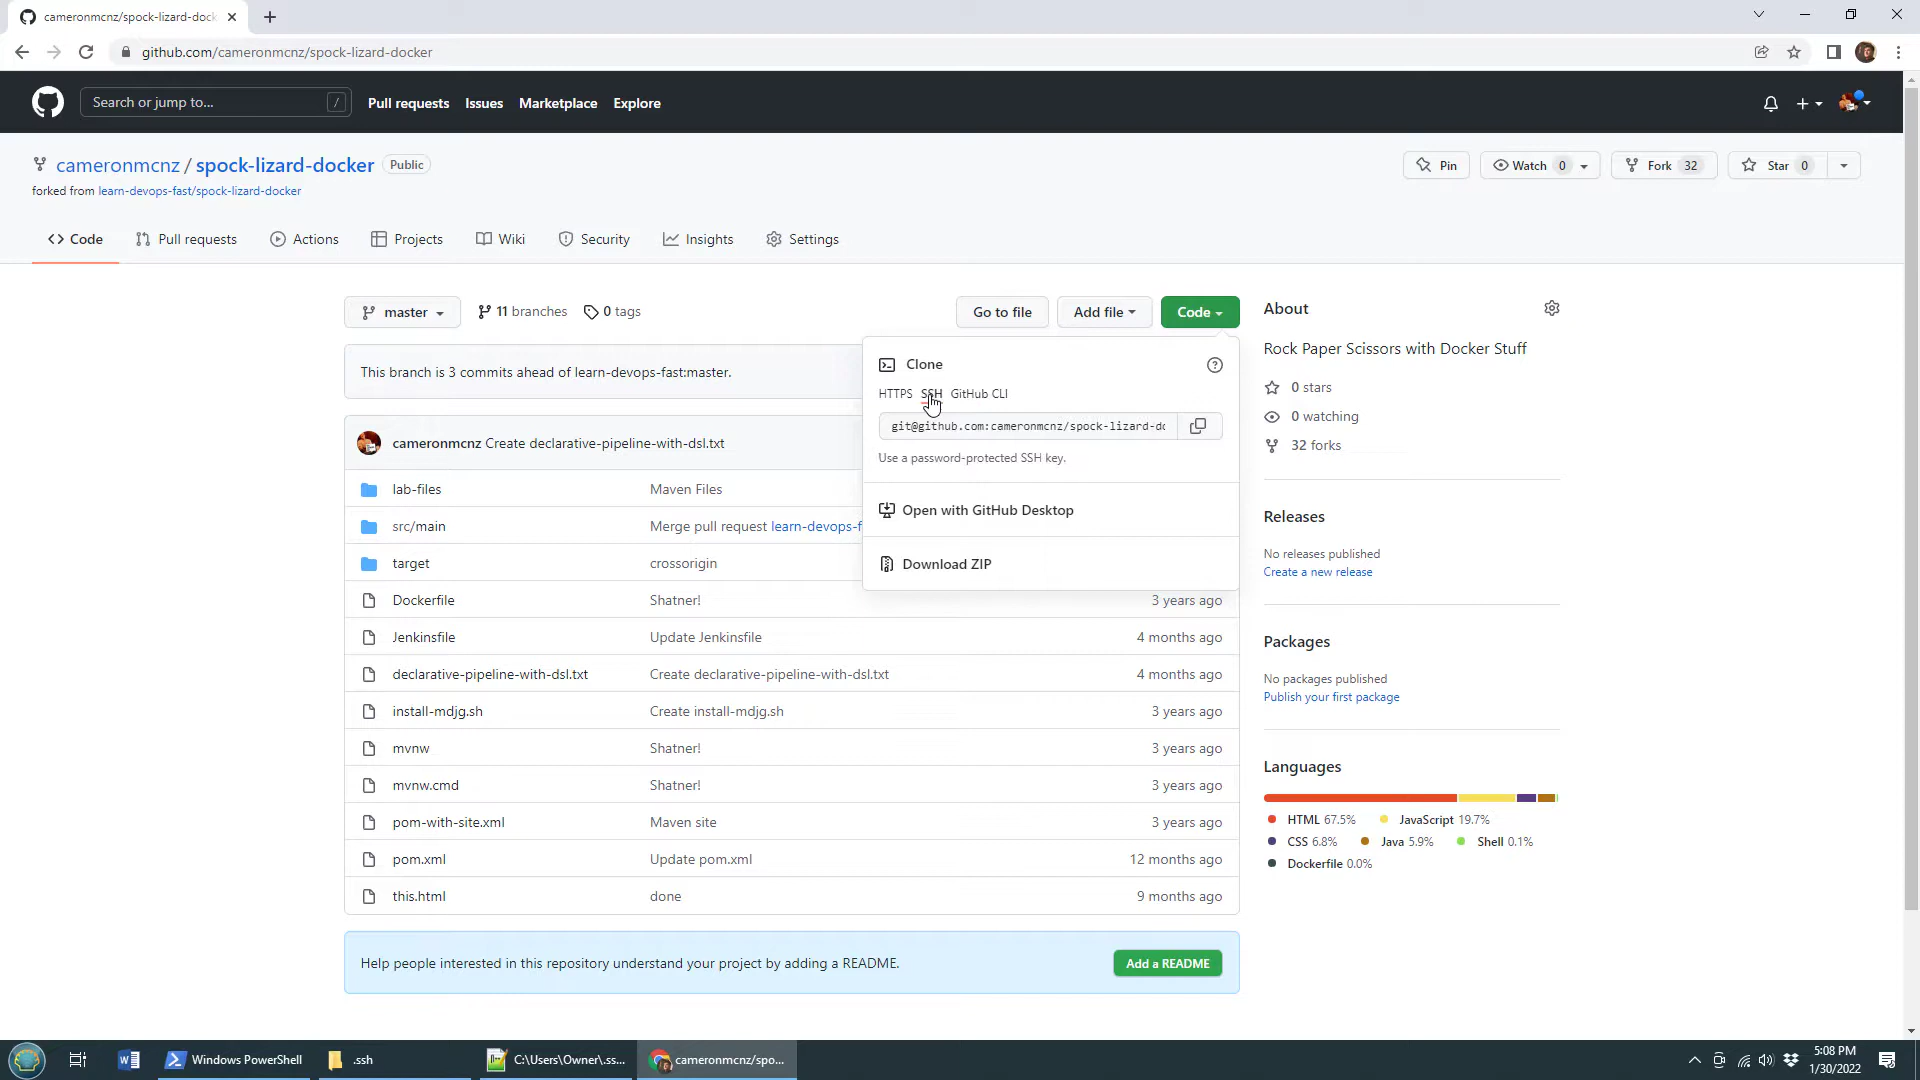 cameronmcnz/spock-lizard-dock
github.com/cameronmcnz/spock-lizard-docker
Search or jump to... /
Pull requests Issues Marketplace Explore
cameronmcnz / spock-lizard-docker Public
forked from learn-devops-fast/spock-lizard-docker
Pin Watch 0 Fork 32 Star 0
Code Pull requests Actions Projects Wiki Security Insights Settings
master 11 branches 0 tags Go to file Add file Code
This branch is 3 commits ahead of learn-devops-fast:master.
Clone
HTTPS SSH GitHub CLI
git@github.com:cameronmcnz/spock-lizard-dc
Use a password-protected SSH key.
Open with GitHub Desktop
Download ZIP
cameronmcnz Create declarative-pipeline-with-dsl.txt
lab-files Maven Files
src/main Merge pull request learn-devops-f
target crossorigin
Dockerfile Shatner! 3 years ago
Jenkinsfile Update Jenkinsfile 4 months ago
declarative-pipeline-with-dsl.txt Create declarative-pipeline-with-dsl.txt 4 months ago
install-mdjg.sh Create install-mdjg.sh 3 years ago
mvnw Shatner! 3 years ago
mvnw.cmd Shatner! 3 years ago
pom-with-site.xml Maven site 3 years ago
pom.xml Update pom.xml 12 months ago
this.html done 9 months ago
Help people interested in this repository understand your project by adding a README. Add a README
About
Rock Paper Scissors with Docker Stuff
0 stars
0 watching
32 forks
Releases
No releases published
Create a new release
Packages
No packages published
Publish your first package
Languages
HTML 67.5% JavaScript 19.7%
CSS 6.8% Java 5.9% Shell 0.1%
Dockerfile 0.0%
Windows PowerShell .ssh C:\Users\Owner\.ss... cameronmcnz/spo...
5:08 PM
1/30/2022